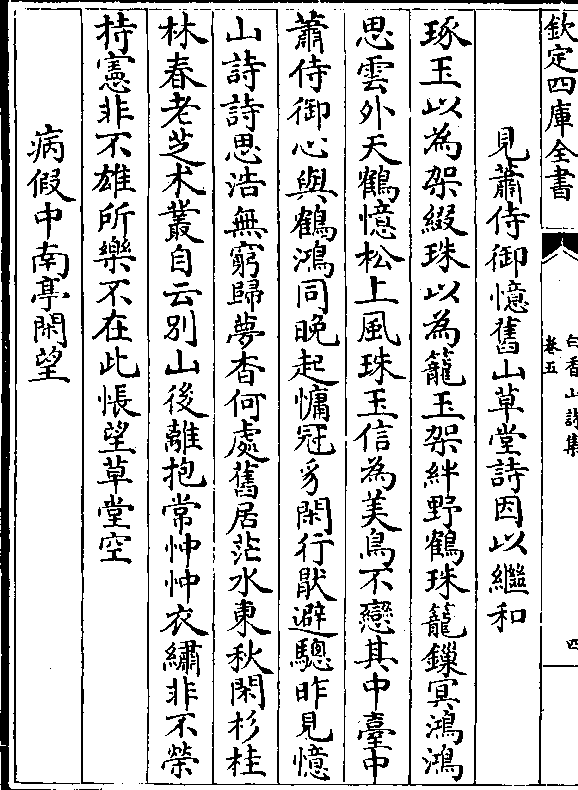 欽定四庫全書
白香山詩集
卷五
四
見蕭侍御憶舊山草堂詩因以繼和
琢玉以為架綴珠以為籠玉架絆野鶴珠籠鏁冥鴻鴻
思雲外天鶴憶松上風珠玉信為美鳥不戀其中臺中
蕭侍御心與鶴鴻同晚起慵冠豸閑行厭避驄昨見憶
山詩詩思浩無窮歸夢杳何處舊居茫水東秋閑杉桂
林春老芝术叢自云别山後離抱常忡忡衣繡非不榮
持憲非不雄所樂不在此悵望草堂空
病假中南亭閑望